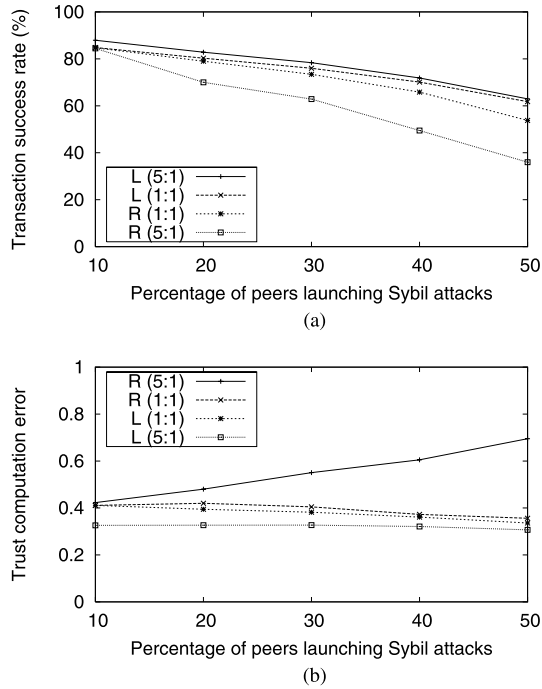 Transaction success rate (%)
100
80
60
40
20
0
L (5:1)
L (1:1)
R (1:1)
R (5:1)
10 20 30 40 50
Percentage of peers launching Sybil attacks
(a)
Trust computation error
1
0.8
0.6
0.4
0.2
0
R (5:1)
R (1:1)
L (1:1)
L (5:1)
10 20 30 40 50
Percentage of peers launching Sybil attacks
(b)